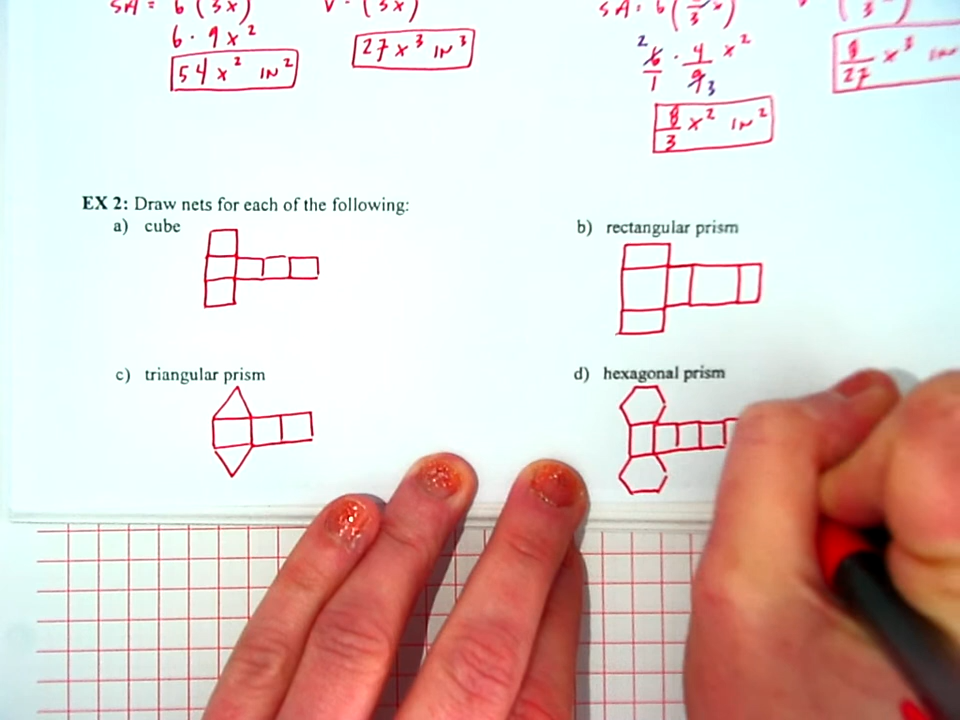 SA = 6 (3x)
6 · 9x²
54x² IN²
V = (3x)
27x³ IN³
SA = 6 (
6/1 · 4/9 x²
2
3
8/3 x² IN²
8/27 x³
EX 2: Draw nets for each of the following:
a) cube
b) rectangular prism
c) triangular prism
d) hexagonal prism